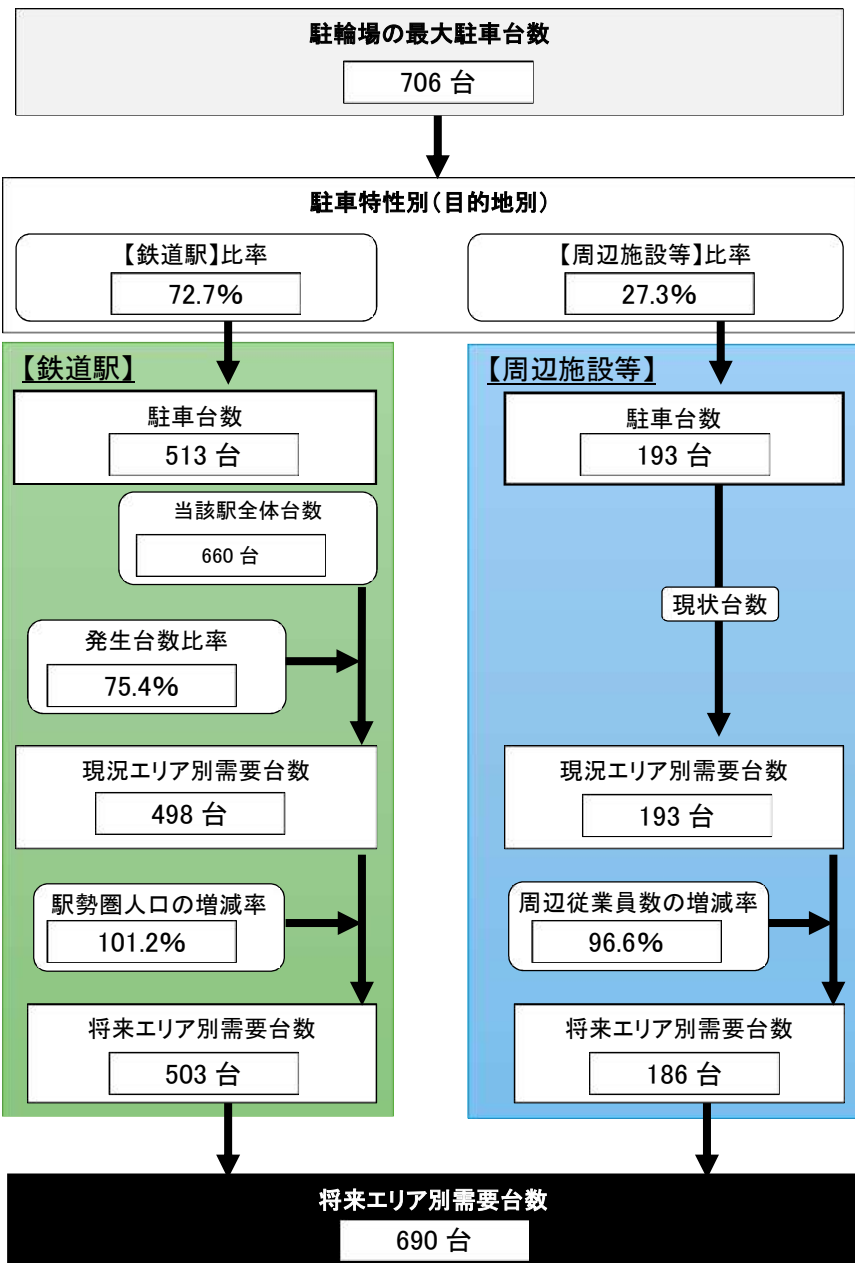 駐輪場の最大駐車台数
706 台
駐車特性別（目的地別）
【鉄道駅】比率
72.7%
【周辺施設等】比率
27.3%
【鉄道駅】
駐車台数
513 台
当該駅全体台数
660 台
発生台数比率
75.4%
現況エリア別需要台数
498 台
駅勢圏人口の増減率
101.2%
将来エリア別需要台数
503 台
【周辺施設等】
駐車台数
193 台
現状台数
現況エリア別需要台数
193 台
周辺従業員数の増減率
96.6%
将来エリア別需要台数
186 台
将来エリア別需要台数
690 台